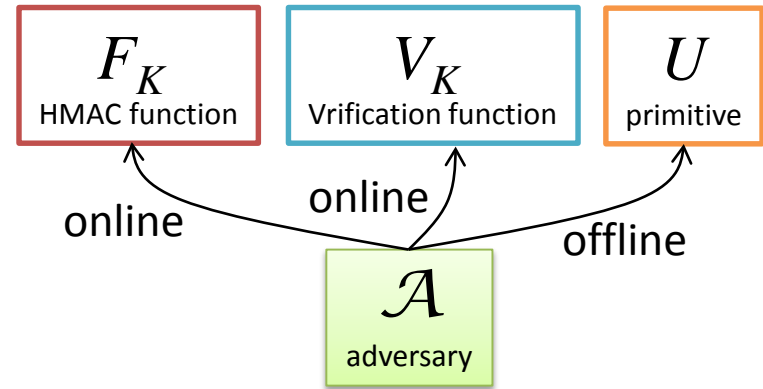 F_K
HMAC function
V_K
Vrification function
U
primitive
online
online
offline
𝒜
adversary